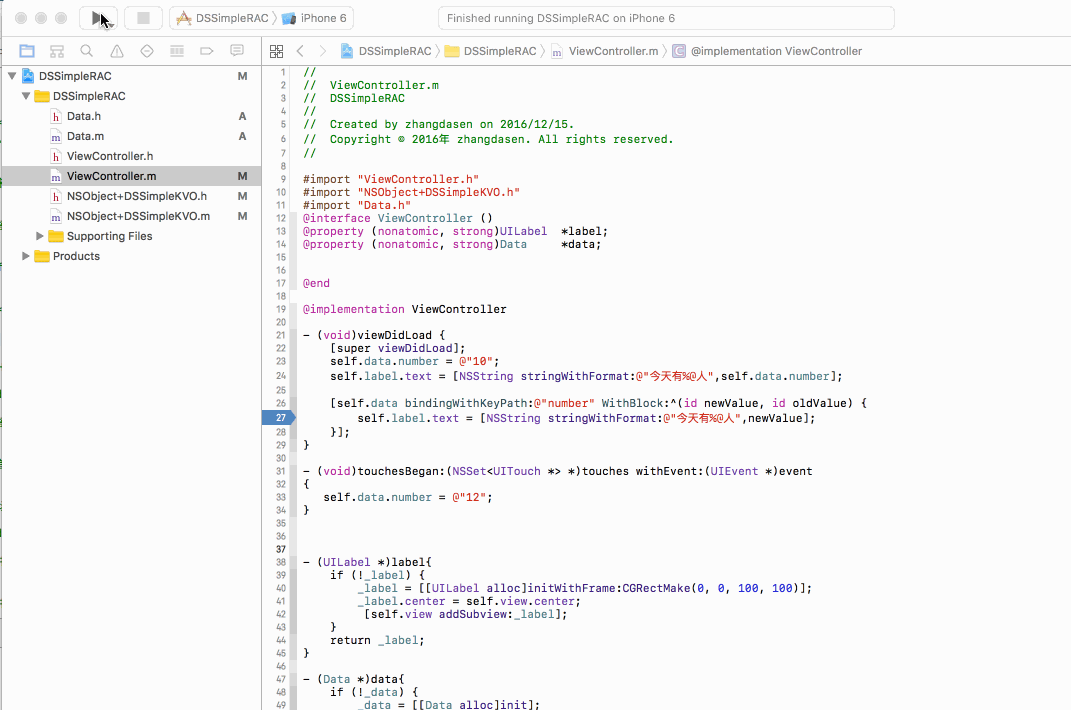 DSSimpleRAC 〉 iPhone 6
Finished running DSSimpleRAC on iPhone 6
DSSimpleRAC 〉 DSSimpleRAC 〉 m ViewController.m 〉 C @implementation ViewController
DSSimpleRAC M
DSSimpleRAC
h Data.h A
m Data.m A
h ViewController.h
m ViewController.m M
h NSObject+DSSimpleKVO.h M
m NSObject+DSSimpleKVO.m M
Supporting Files
Products
1 //
2 //  ViewController.m
3 //  DSSimpleRAC
4 //
5 //  Created by zhangdasen on 2016/12/15.
6 //  Copyright © 2016年 zhangdasen. All rights reserved.
7 //
8
9 #import "ViewController.h"
10 #import "NSObject+DSSimpleKVO.h"
11 #import "Data.h"
12 @interface ViewController ()
13 @property (nonatomic, strong)UILabel  *label;
14 @property (nonatomic, strong)Data     *data;
15
16
17 @end
18
19 @implementation ViewController
20
21 - (void)viewDidLoad {
22     [super viewDidLoad];
23     self.data.number = @"10";
24     self.label.text = [NSString stringWithFormat:@"今天有%@人",self.data.number];
25
26     [self.data bindingWithKeyPath:@"number" WithBlock:^(id newValue, id oldValue) {
27         self.label.text = [NSString stringWithFormat:@"今天有%@人",newValue];
28     }];
29 }
30
31 - (void)touchesBegan:(NSSet<UITouch *> *)touches withEvent:(UIEvent *)event
32 {
33    self.data.number = @"12";
34 }
35
36
37
38 - (UILabel *)label{
39     if (!_label) {
40         _label = [[UILabel alloc]initWithFrame:CGRectMake(0, 0, 100, 100)];
41         _label.center = self.view.center;
42          [self.view addSubview:_label];
43     }
44     return _label;
45 }
46
47 - (Data *)data{
48     if (!_data) {
49         _data = [[Data alloc]init];